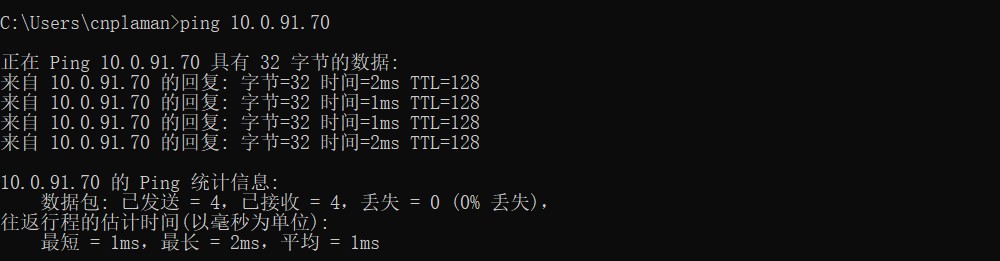 C:\Users\cnplaman>ping 10.0.91.70
正在 Ping 10.0.91.70 具有 32 字节的数据:
来自 10.0.91.70 的回复: 字节=32 时间=2ms TTL=128
来自 10.0.91.70 的回复: 字节=32 时间=1ms TTL=128
来自 10.0.91.70 的回复: 字节=32 时间=1ms TTL=128
来自 10.0.91.70 的回复: 字节=32 时间=2ms TTL=128
10.0.91.70 的 Ping 统计信息:
数据包: 已发送 = 4，已接收 = 4，丢失 = 0 (0% 丢失)，
往返行程的估计时间(以毫秒为单位):
最短 = 1ms，最长 = 2ms，平均 = 1ms